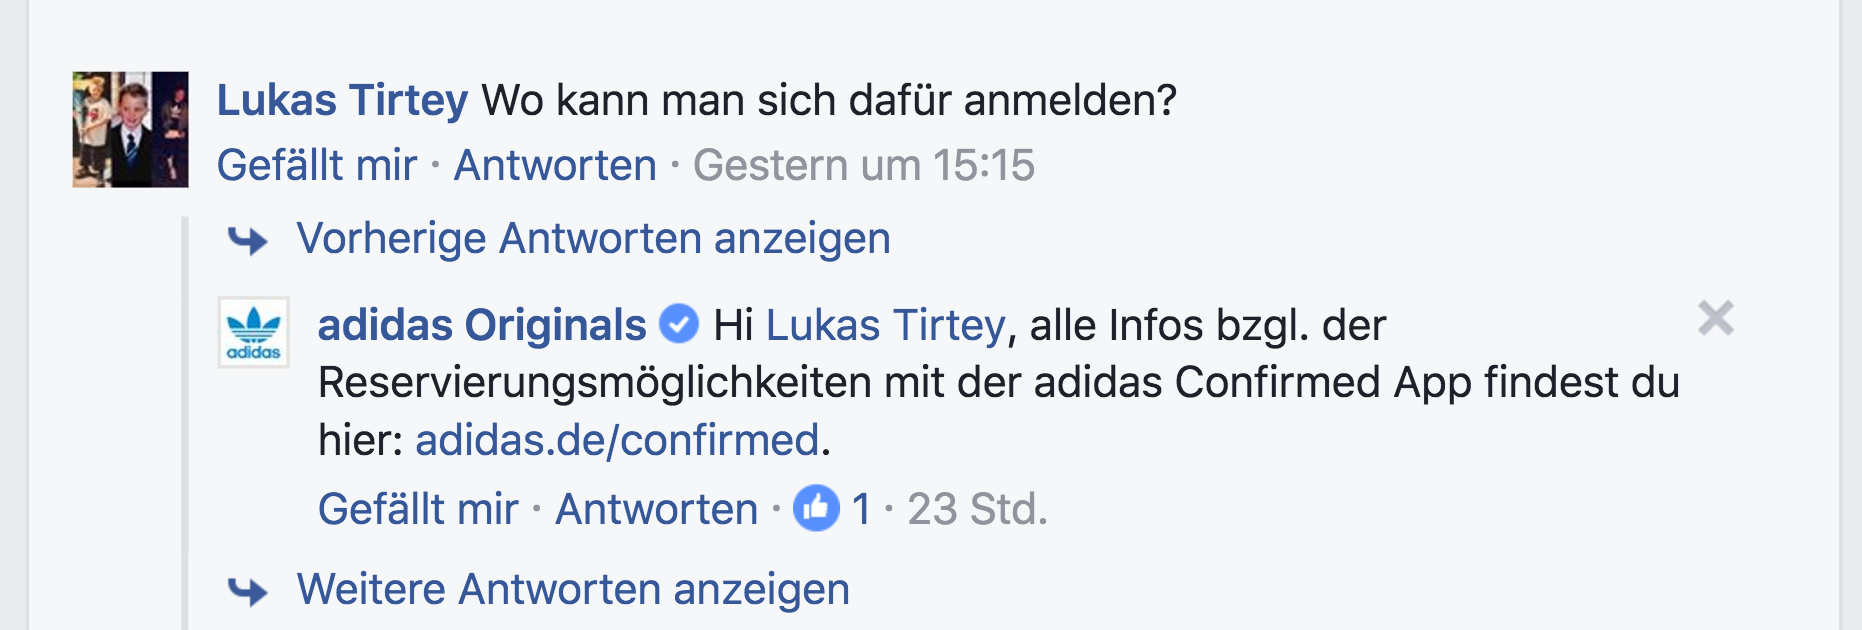 Lukas Tirtey Wo kann man sich dafür anmelden?
Gefällt mir · Antworten · Gestern um 15:15
Vorherige Antworten anzeigen
adidas
adidas Originals Hi Lukas Tirtey, alle Infos bzgl. der
Reservierungsmöglichkeiten mit der adidas Confirmed App findest du
hier: adidas.de/confirmed.
Gefällt mir · Antworten · 1 · 23 Std.
Weitere Antworten anzeigen